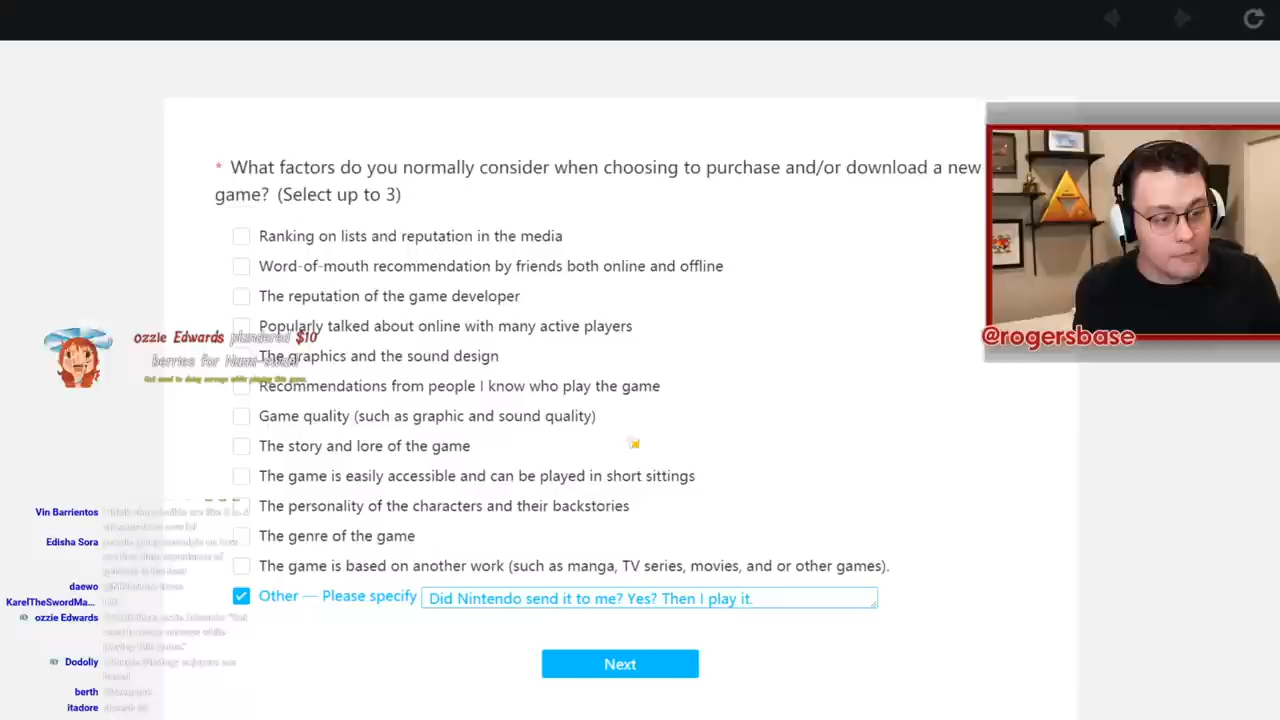 * What factors do you normally consider when choosing to purchase and/or download a new
game? (Select up to 3)
Ranking on lists and reputation in the media
Word-of-mouth recommendation by friends both online and offline
The reputation of the game developer
Popularly talked about online with many active players
The graphics and the sound design
Recommendations from people I know who play the game
Game quality (such as graphic and sound quality)
The story and lore of the game
The game is easily accessible and can be played in short sittings
The personality of the characters and their backstories
The genre of the game
The game is based on another work (such as manga, TV series, movies, and or other games).
Other — Please specify Did Nintendo send it to me? Yes? Then I play it.
Next
@rogersbase
ozzie Edwards plundered $10
berries for Nami-swan!
Vin Barrientos
Edisha Sora
daewo
KarelTheSwordMa...
ozzie Edwards
Dodolly
berth
itadore